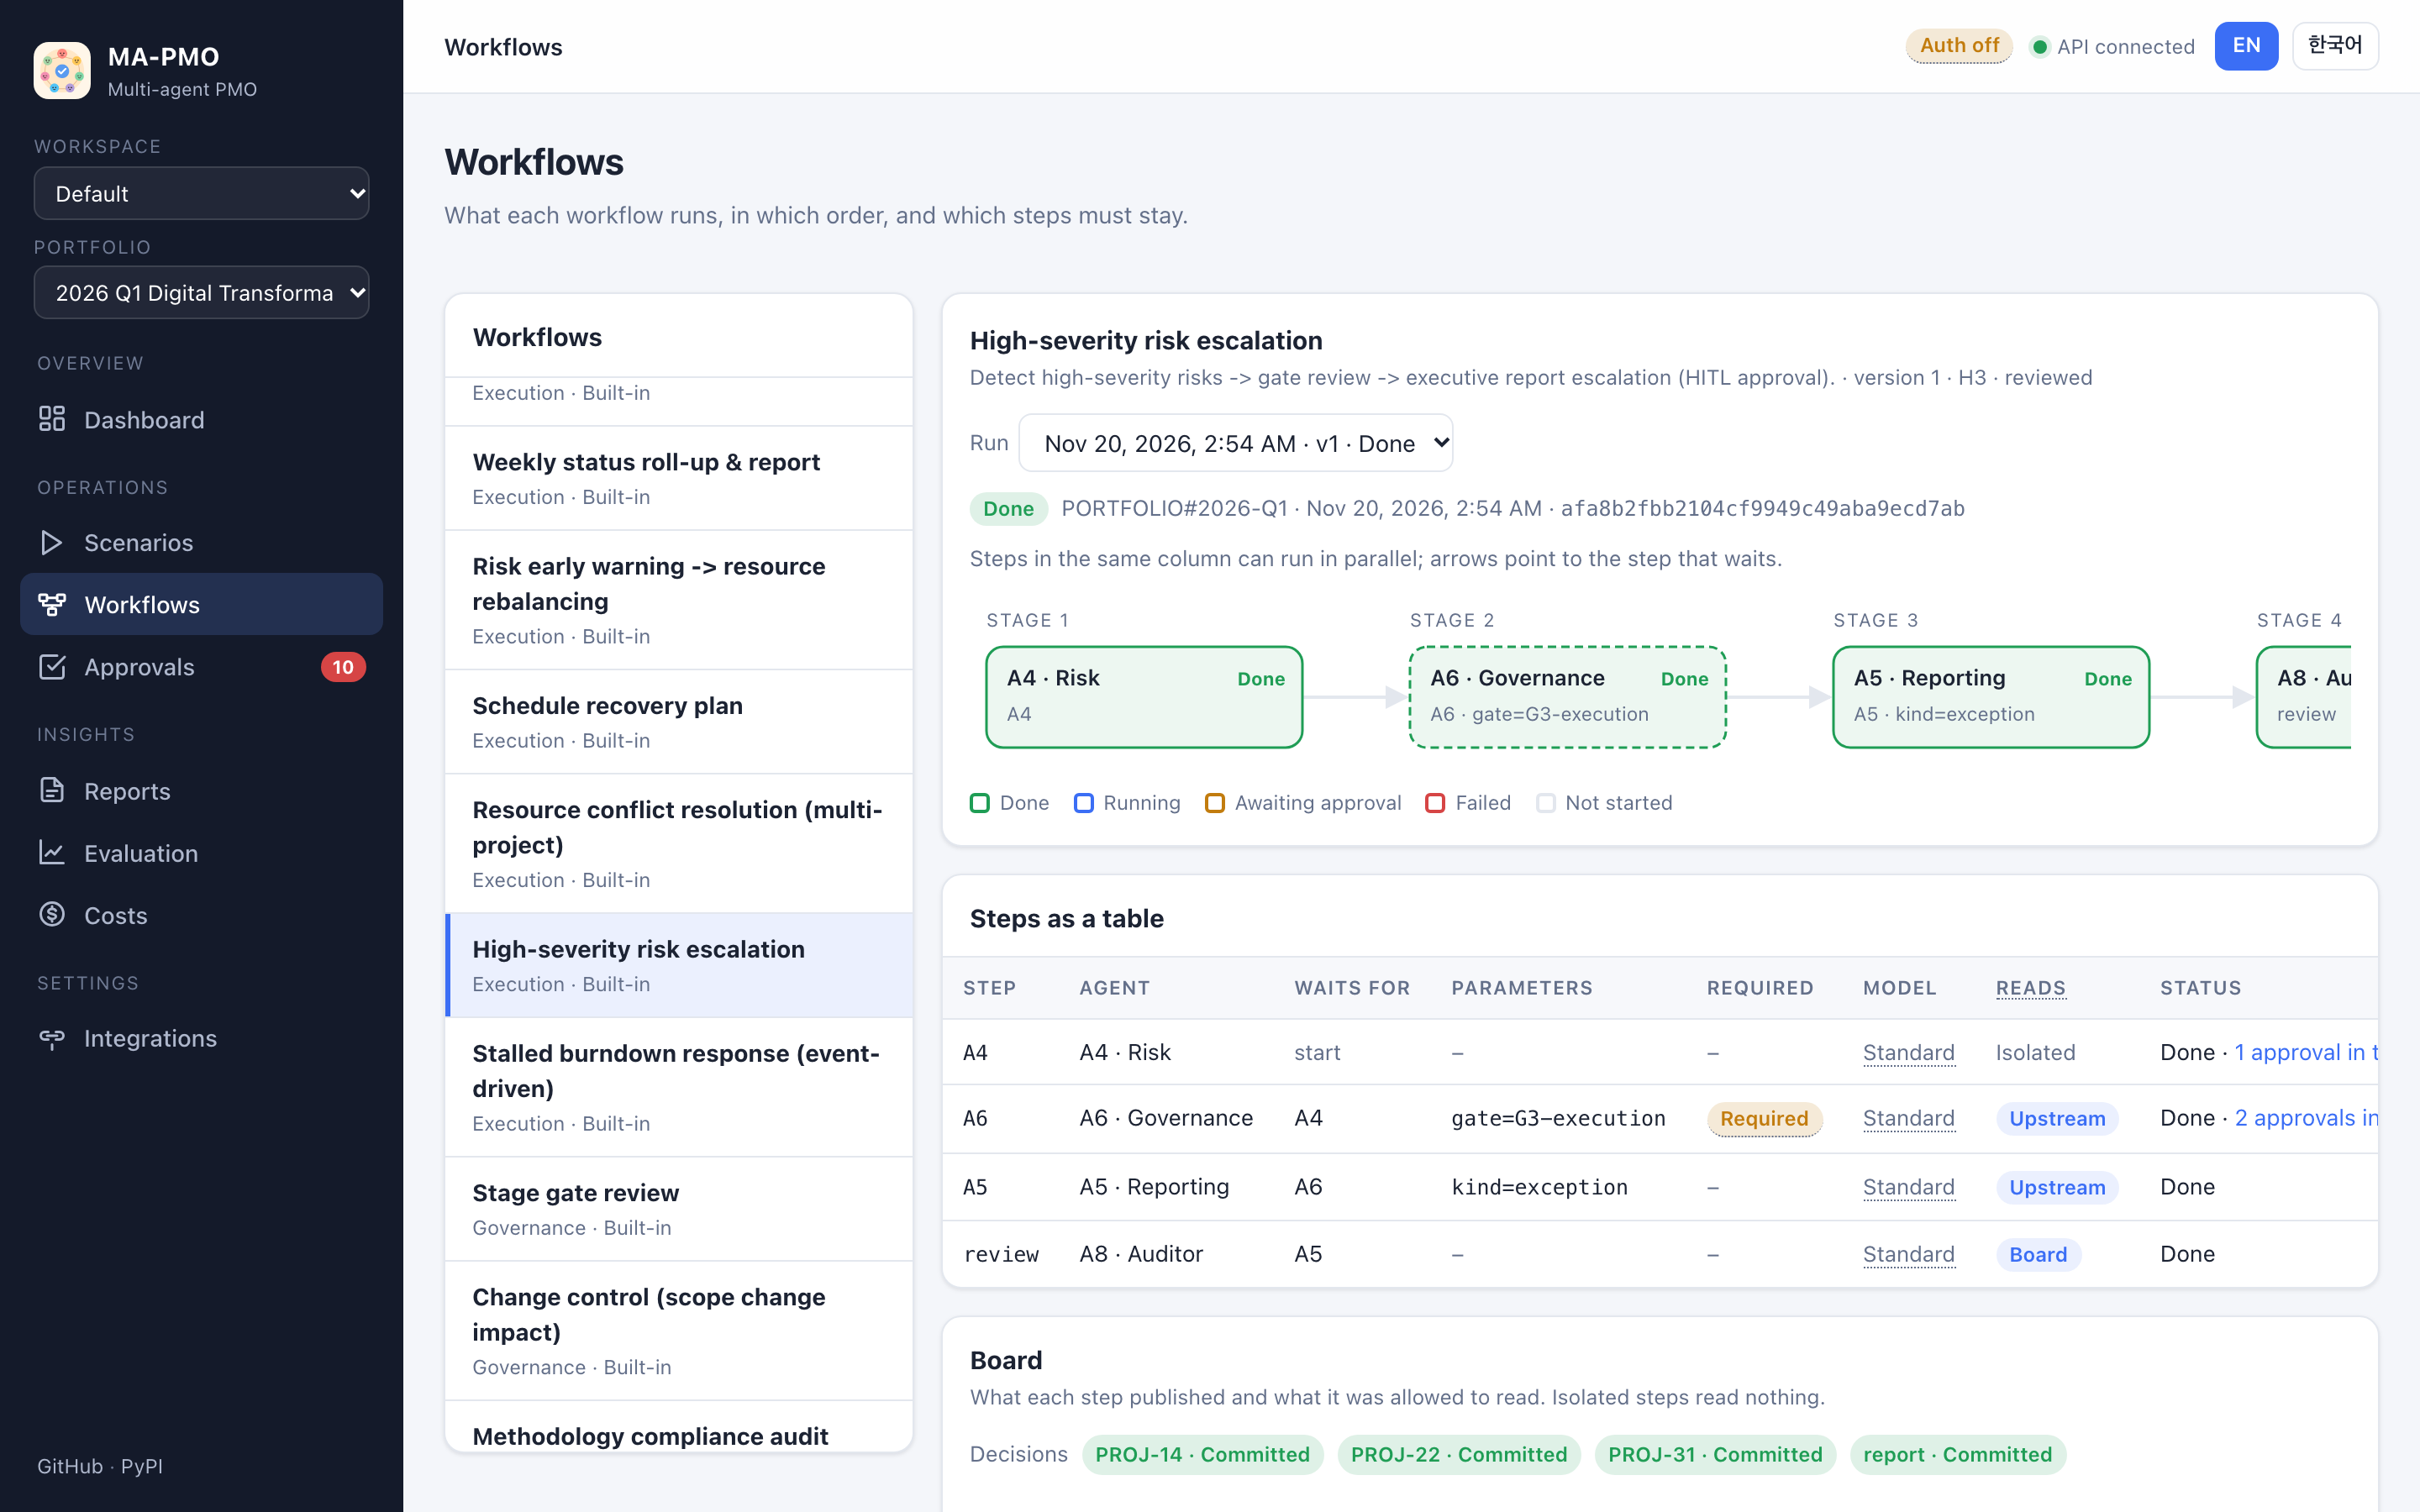 MA-PMO
Multi-agent PMO
WORKSPACE
Default
PORTFOLIO
2026 Q1 Digital Transforma
OVERVIEW
Dashboard
OPERATIONS
Scenarios
Workflows
Approvals 10
INSIGHTS
Reports
Evaluation
Costs
SETTINGS
Integrations
GitHub · PyPI
Workflows
Auth off API connected EN 한국어
Workflows
What each workflow runs, in which order, and which steps must stay.
Workflows
Execution · Built-in
Weekly status roll-up & report
Execution · Built-in
Risk early warning -> resource
rebalancing
Execution · Built-in
Schedule recovery plan
Execution · Built-in
Resource conflict resolution (multi-
project)
Execution · Built-in
High-severity risk escalation
Execution · Built-in
Stalled burndown response (event-
driven)
Execution · Built-in
Stage gate review
Governance · Built-in
Change control (scope change
impact)
Governance · Built-in
Methodology compliance audit
High-severity risk escalation
Detect high-severity risks -> gate review -> executive report escalation (HITL approval). · version 1 · H3 · reviewed
Run Nov 20, 2026, 2:54 AM · v1 · Done
Done PORTFOLIO#2026-Q1 · Nov 20, 2026, 2:54 AM · afa8b2fbb2104cf9949c49aba9ecd7ab
Steps in the same column can run in parallel; arrows point to the step that waits.
STAGE 1 STAGE 2 STAGE 3 STAGE 4
A4 · Risk Done A6 · Governance Done A5 · Reporting Done A8 · Au
A4 A6 · gate=G3-execution A5 · kind=exception review
Done Running Awaiting approval Failed Not started
Steps as a table
STEP AGENT WAITS FOR PARAMETERS REQUIRED MODEL READS STATUS
A4 A4 · Risk start – – Standard Isolated Done · 1 approval in t
A6 A6 · Governance A4 gate=G3-execution Required Standard Upstream Done · 2 approvals in
A5 A5 · Reporting A6 kind=exception – Standard Upstream Done
review A8 · Auditor A5 – – Standard Board Done
Board
What each step published and what it was allowed to read. Isolated steps read nothing.
Decisions PROJ-14 · Committed PROJ-22 · Committed PROJ-31 · Committed report · Committed